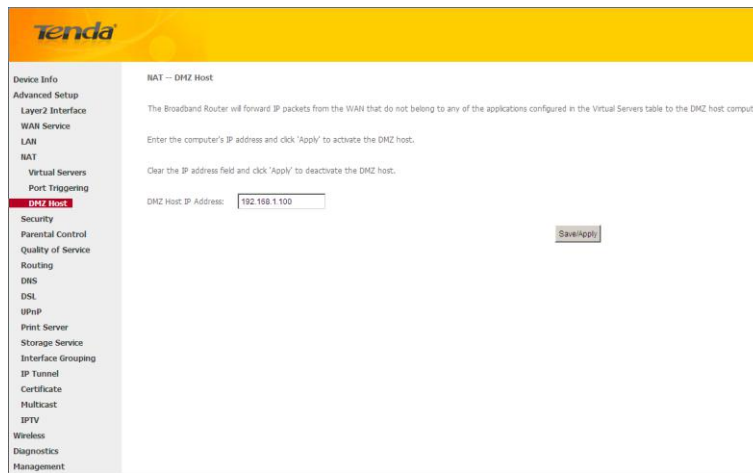 Tenda
Device Info
Advanced Setup
Layer2 Interface
WAN Service
LAN
NAT
Virtual Servers
Port Triggering
DMZ Host
Security
Parental Control
Quality of Service
Routing
DNS
DSL
UPnP
Print Server
Storage Service
Interface Grouping
IP Tunnel
Certificate
Multicast
IPTV
Wireless
Diagnostics
Management
NAT -- DMZ Host
The Broadband Router will forward IP packets from the WAN that do not belong to any of the applications configured in the Virtual Servers table to the DMZ host comput
Enter the computer's IP address and click 'Apply' to activate the DMZ host.
Clear the IP address field and click 'Apply' to deactivate the DMZ host.
DMZ Host IP Address: 192.168.1.100
Save/Apply